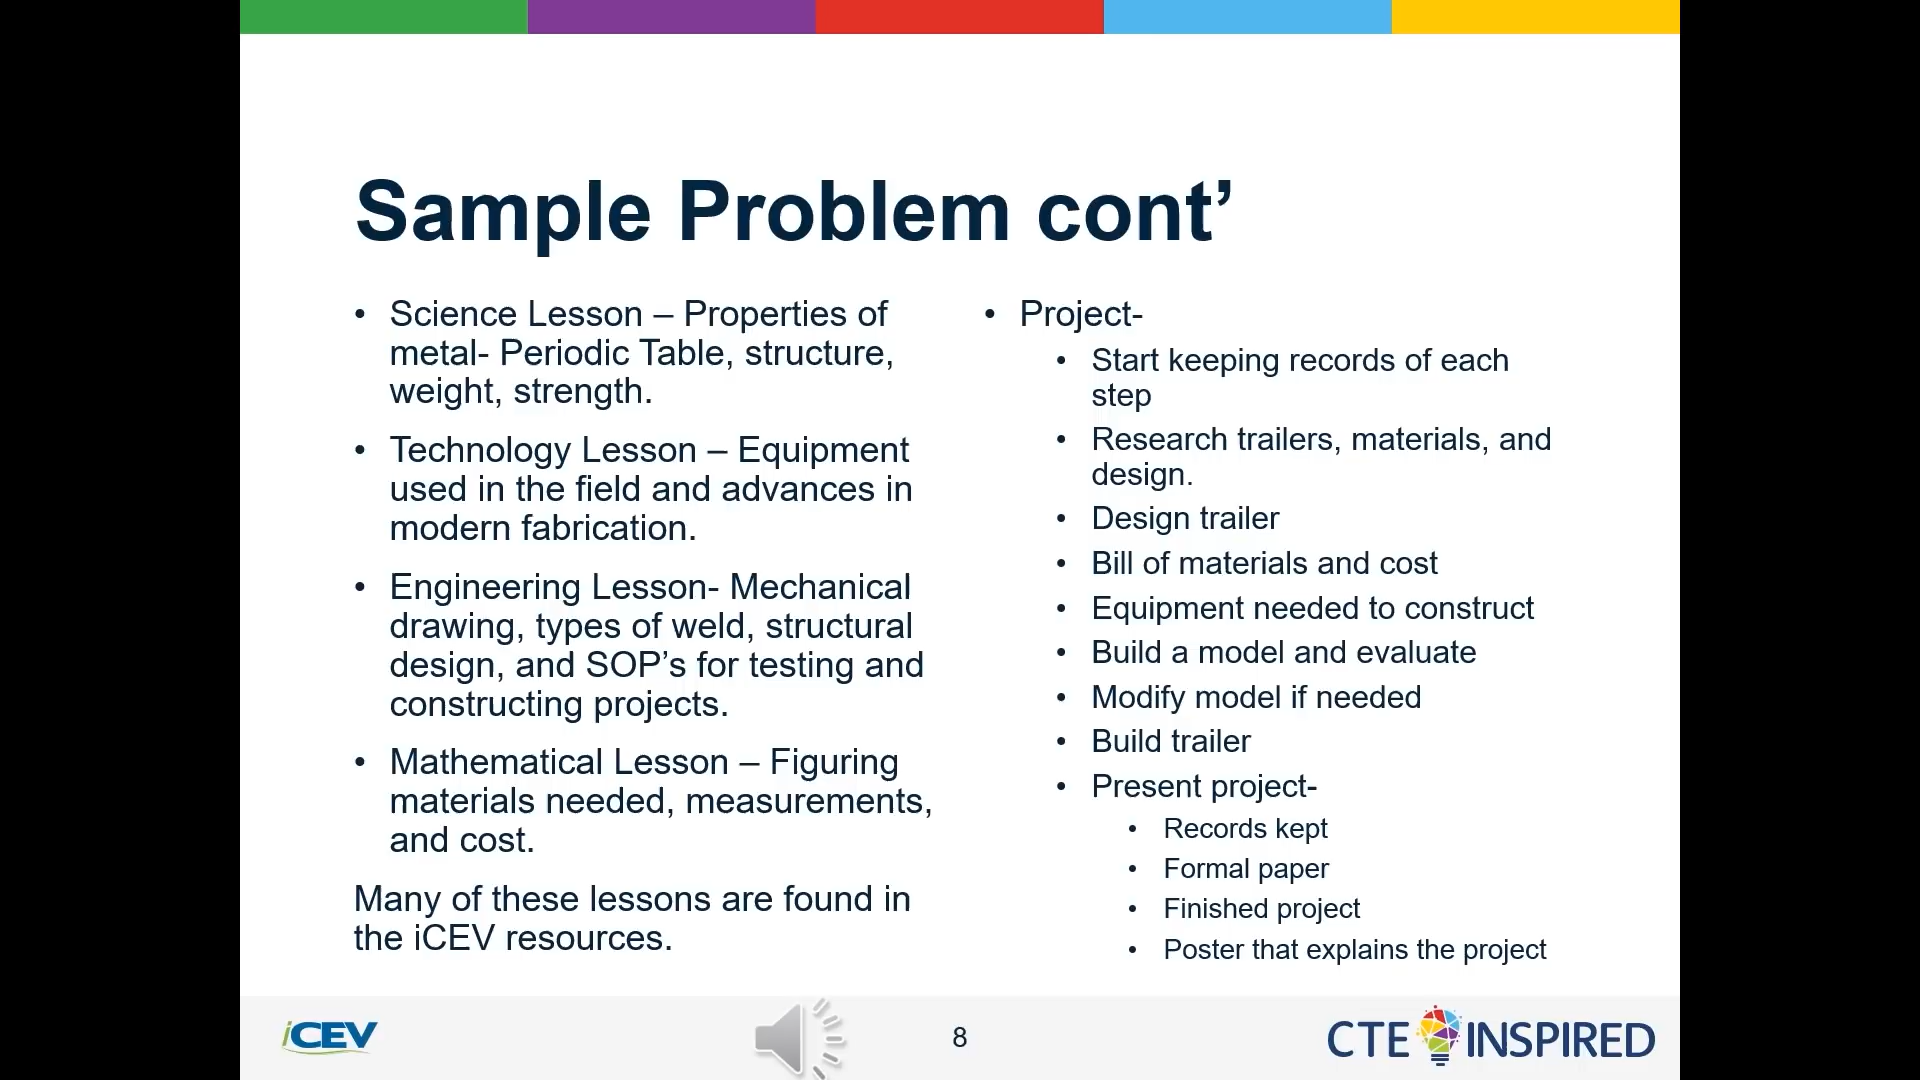 Sample Problem cont’
• Science Lesson – Properties of
metal- Periodic Table, structure,
weight, strength.
• Technology Lesson – Equipment
used in the field and advances in
modern fabrication.
• Engineering Lesson- Mechanical
drawing, types of weld, structural
design, and SOP’s for testing and
constructing projects.
• Mathematical Lesson – Figuring
materials needed, measurements,
and cost.
Many of these lessons are found in
the iCEV resources.
• Project-
• Start keeping records of each
step
• Research trailers, materials, and
design.
• Design trailer
• Bill of materials and cost
• Equipment needed to construct
• Build a model and evaluate
• Modify model if needed
• Build trailer
• Present project-
• Records kept
• Formal paper
• Finished project
• Poster that explains the project
iCEV
8
CTE INSPIRED